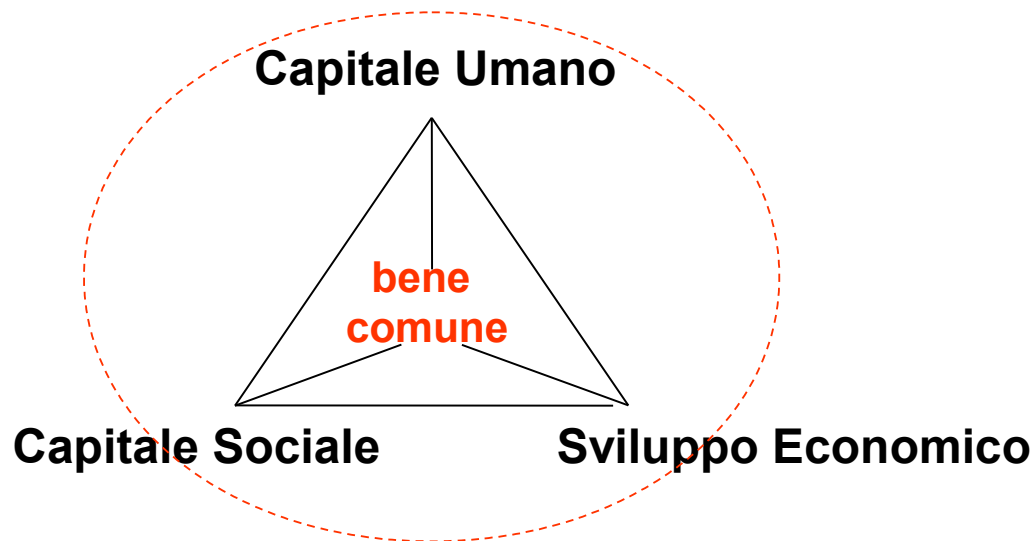 Capitale Umano
bene
comune
Capitale Sociale
Sviluppo Economico